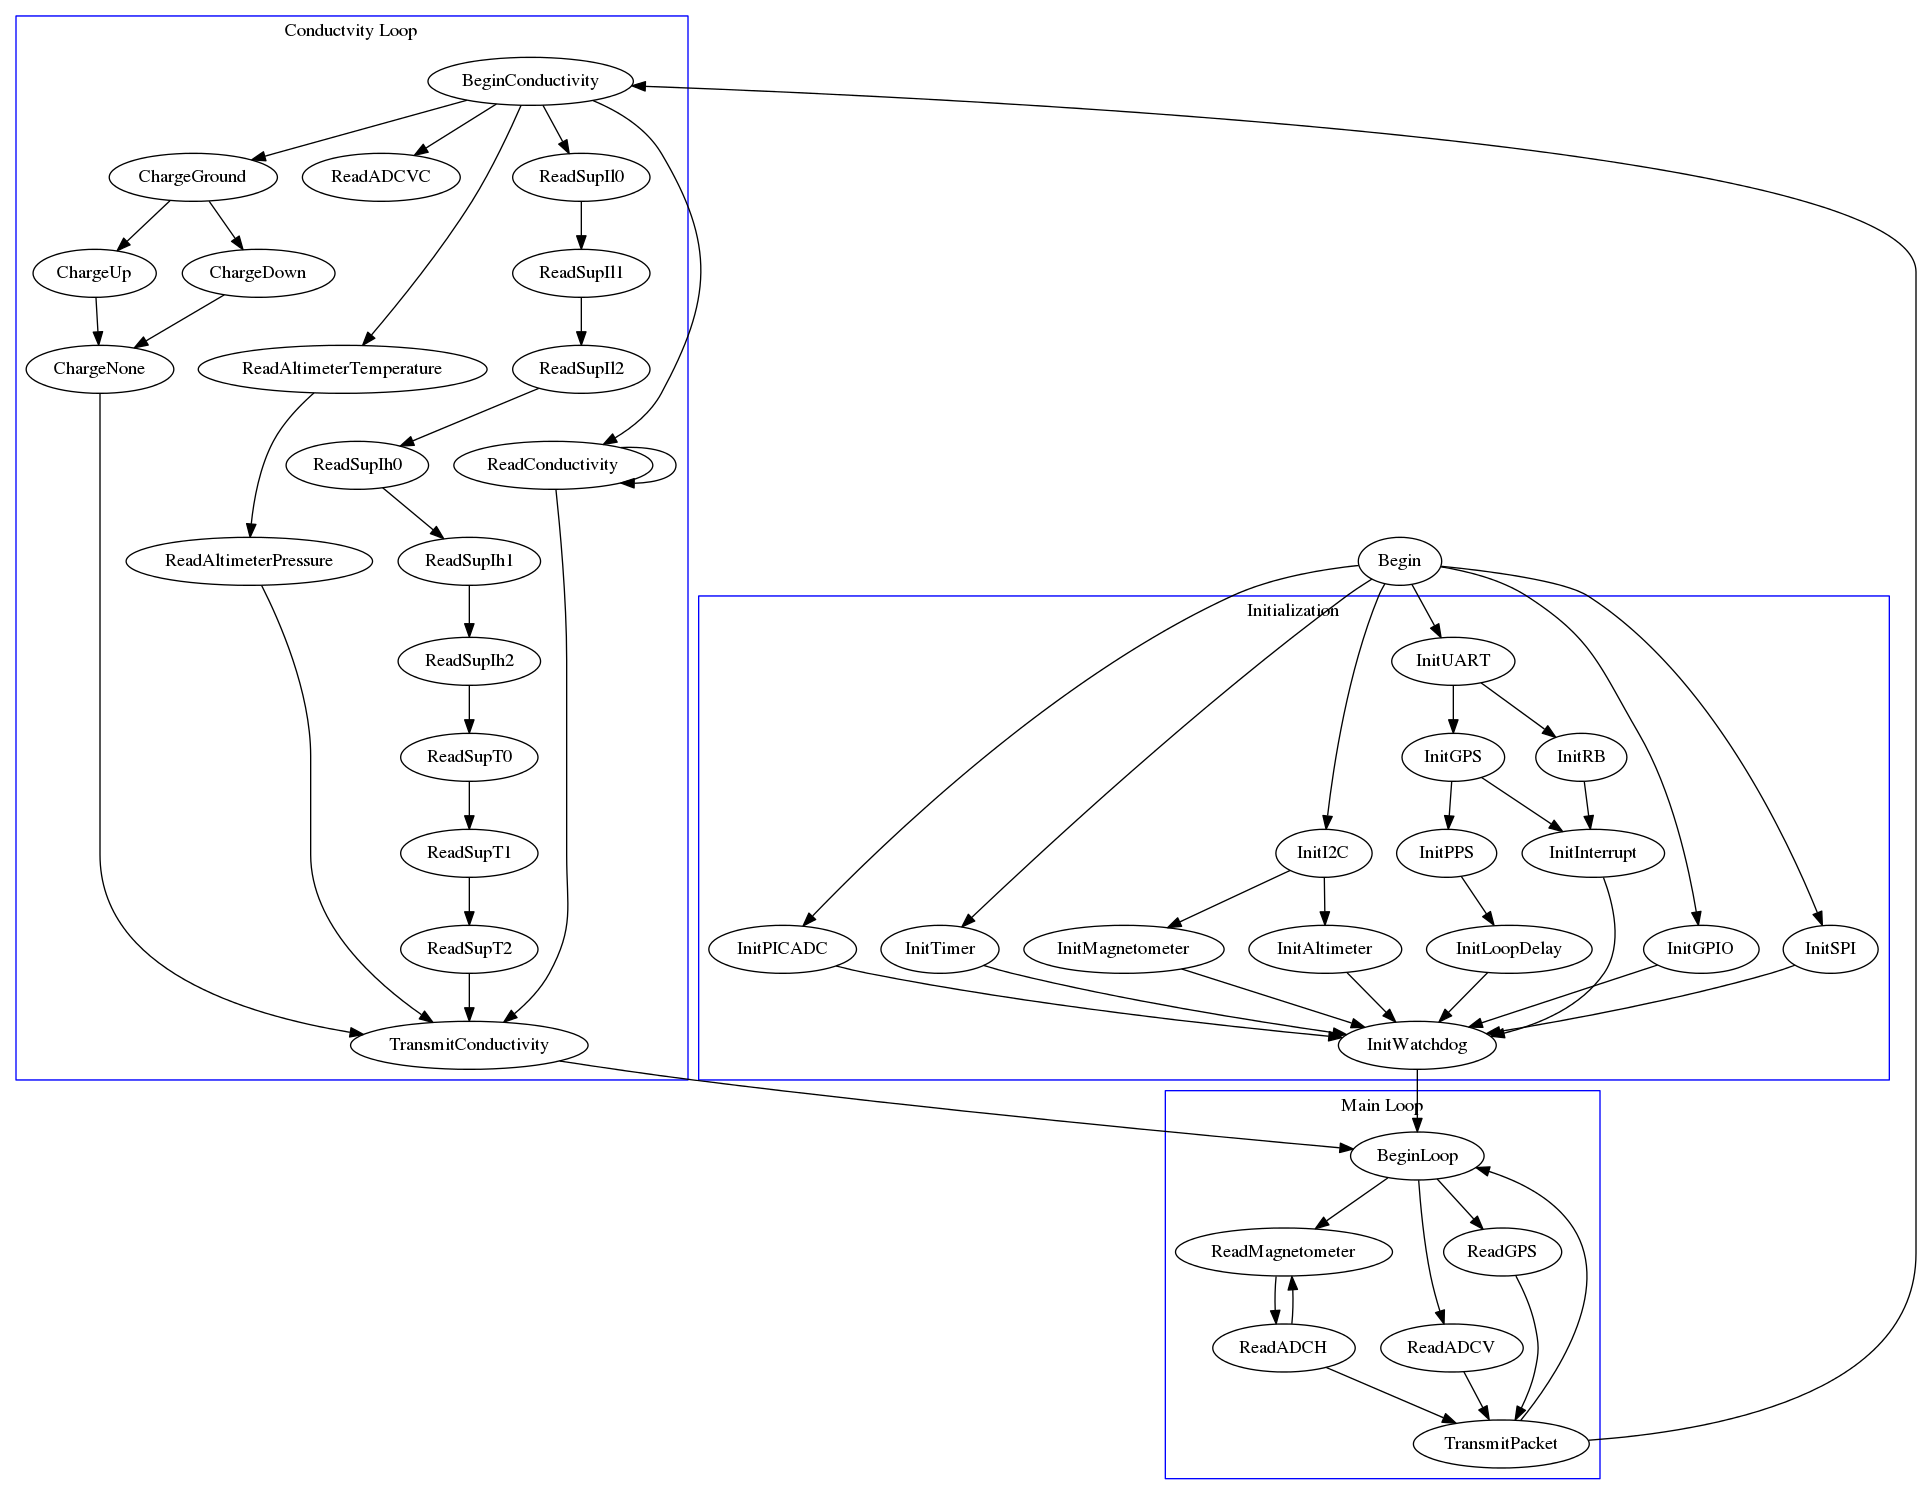 Conductvity Loop
BeginConductivity
ChargeGround
ReadADCVC
ReadSupIl0
ChargeUp
ChargeDown
ReadSupIl1
ChargeNone
ReadAltimeterTemperature
ReadSupIl2
ReadSupIh0
ReadConductivity
ReadAltimeterPressure
ReadSupIh1
ReadSupIh2
ReadSupT0
ReadSupT1
ReadSupT2
TransmitConductivity
Begin
Initialization
InitUART
InitGPS
InitRB
InitI2C
InitPPS
InitInterrupt
InitPICADC
InitTimer
InitMagnetometer
InitAltimeter
InitLoopDelay
InitGPIO
InitSPI
InitWatchdog
Main Loop
BeginLoop
ReadMagnetometer
ReadGPS
ReadADCH
ReadADCV
TransmitPacket